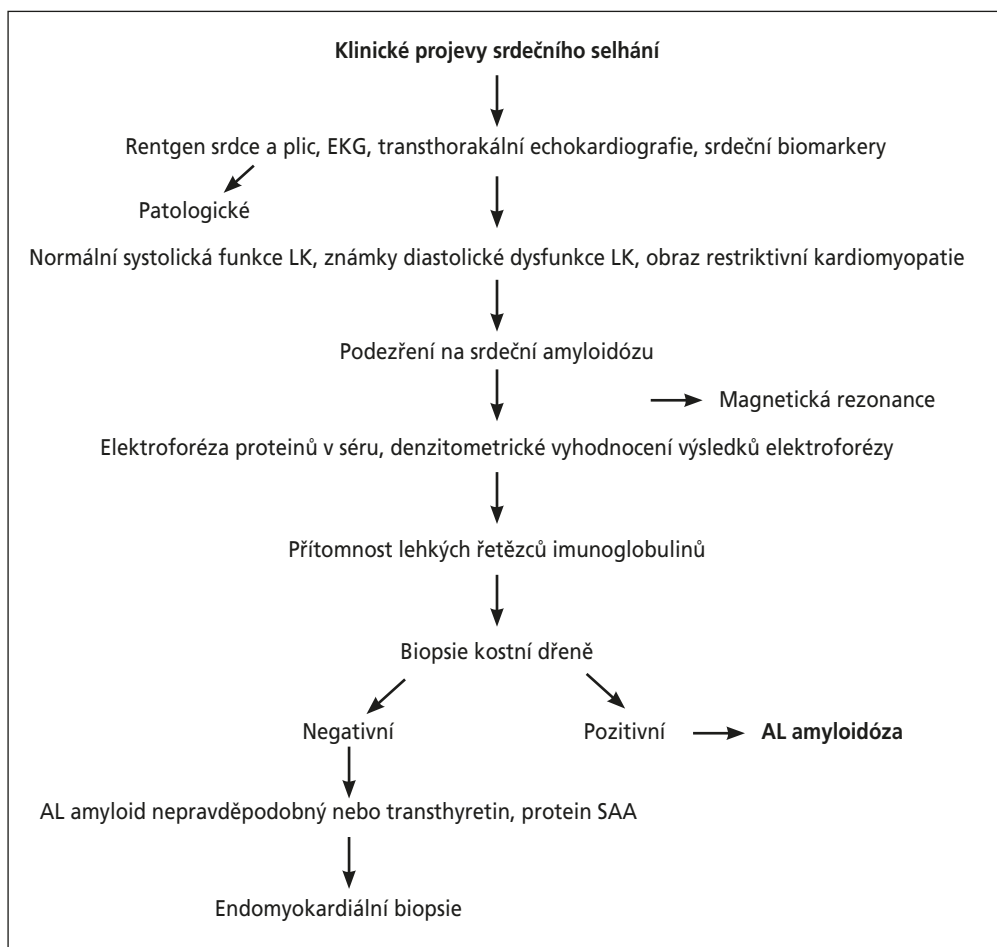 Klinické projevy srdečního selhání
Rentgen srdce a plic, EKG, transthorakální echokardiografie, srdeční biomarkery
Patologické
Normální systolická funkce LK, známky diastolické dysfunkce LK, obraz restriktivní kardiomyopatie
Podezření na srdeční amyloidózu
Magnetická rezonance
Elektroforéza proteinů v séru, denzitometrické vyhodnocení výsledků elektroforézy
Přítomnost lehkých řetězců imunoglobulinů
Biopsie kostní dřeně
Negativní
Pozitivní
AL amyloidóza
AL amyloid nepravděpodobný nebo transthyretin, protein SAA
Endomyokardiální biopsie